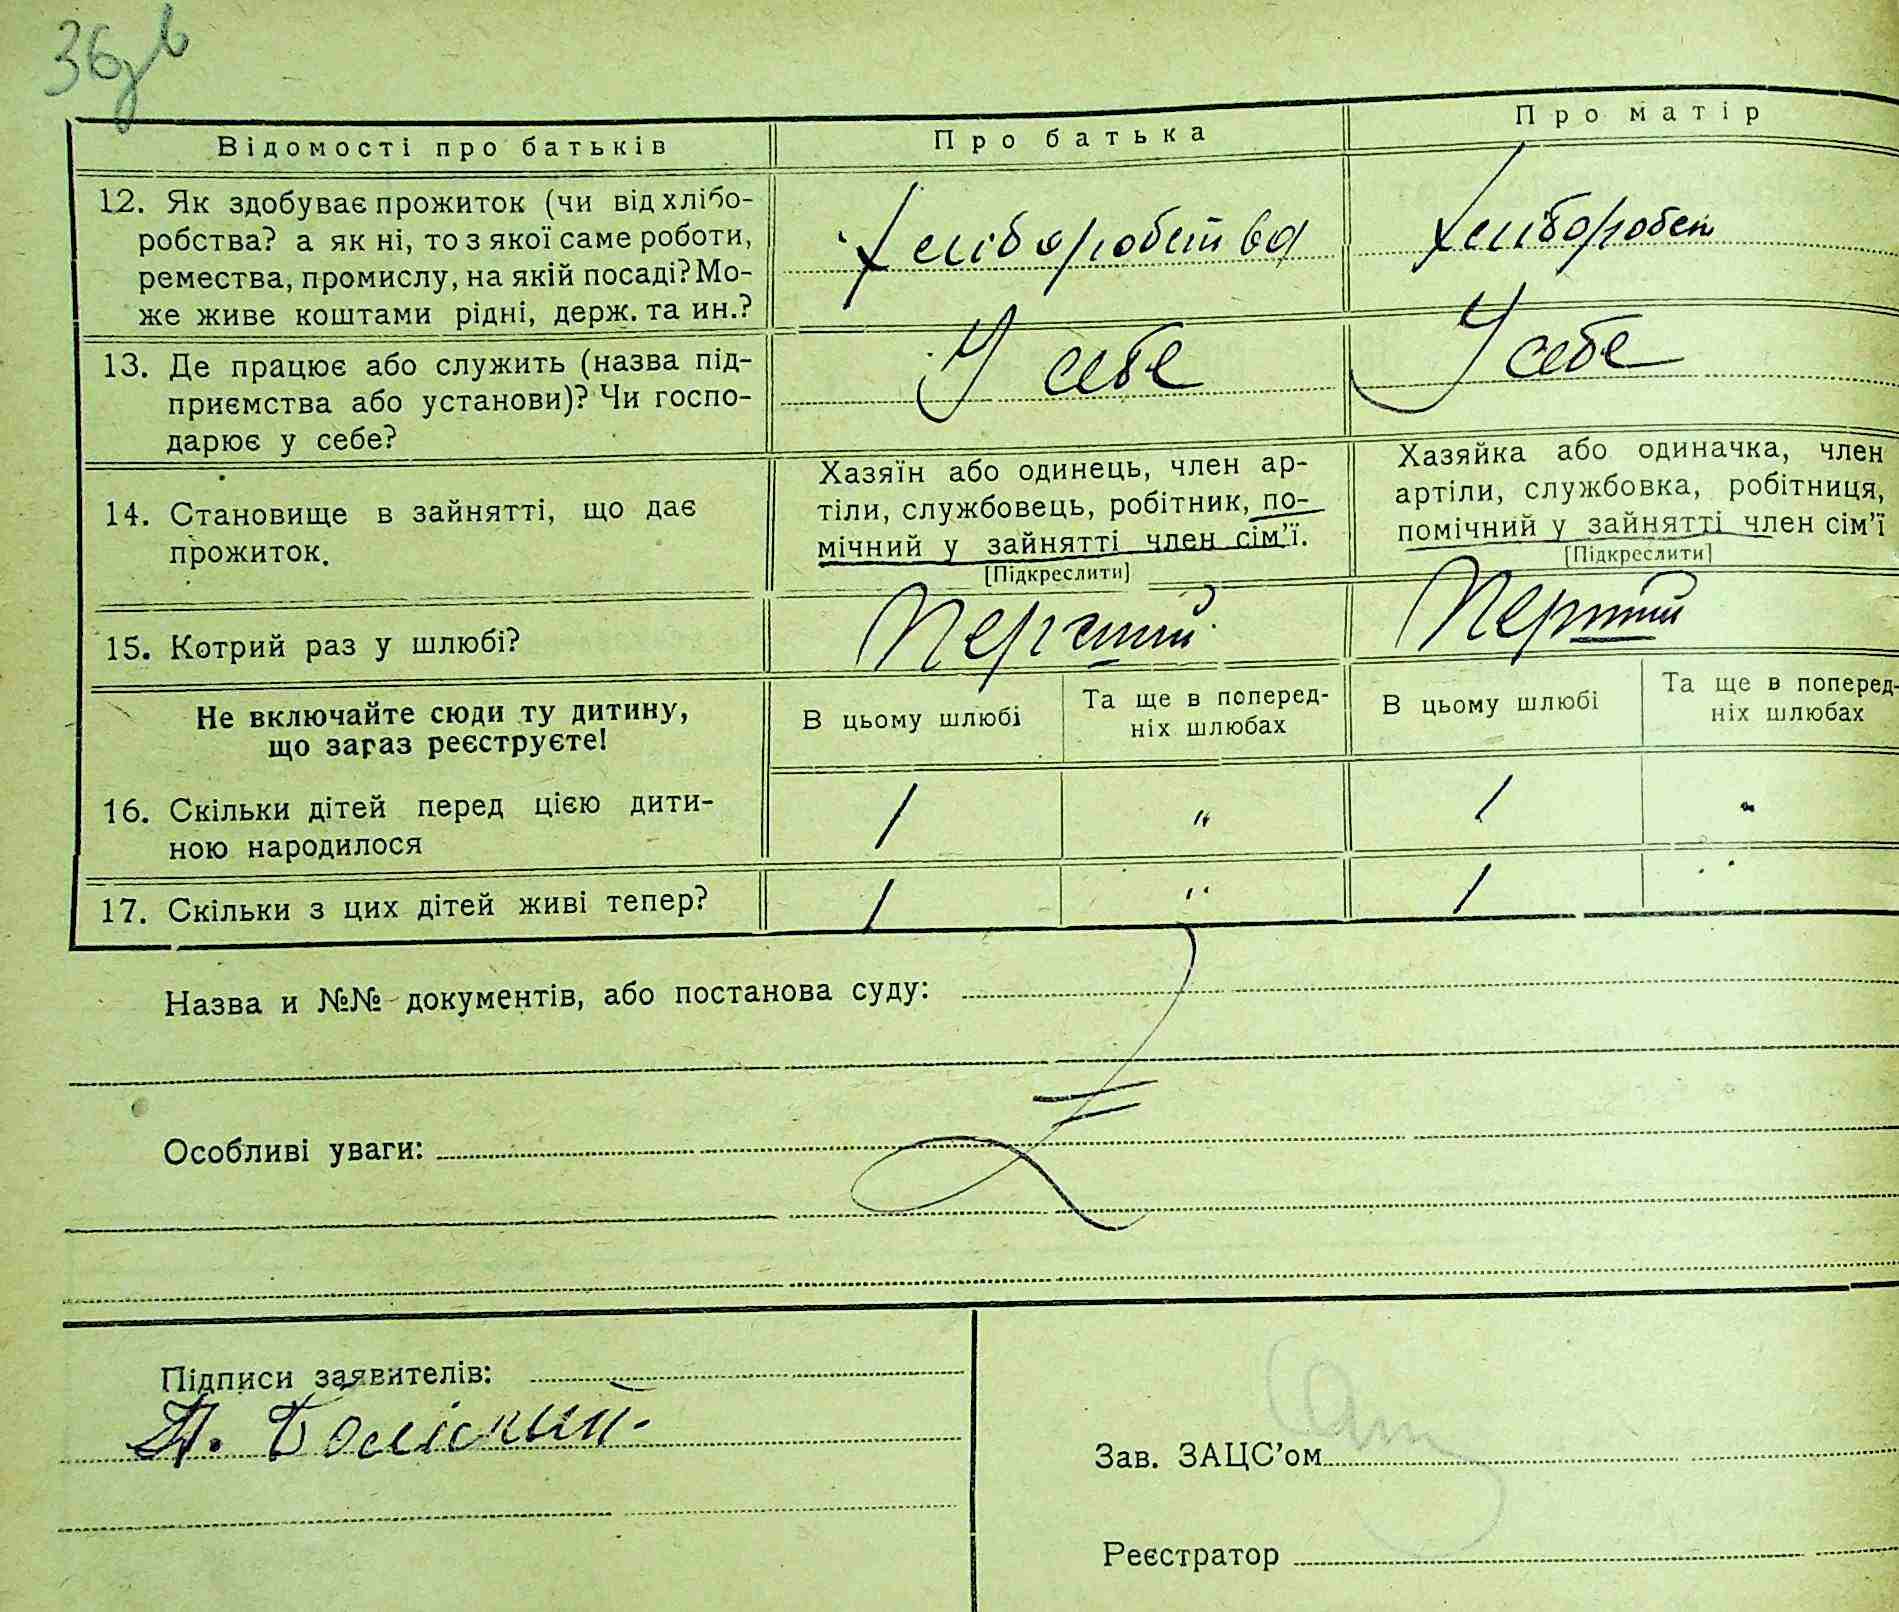 36 зв
Відомості про батьків
Про батька
Про матір
12. Як здобуває прожиток (чи від хлібо-
робства? а як ні, то з якої саме роботи,
ремества, промислу, на якій посаді? Мо-
же живе коштами рідні, держ. та ин.?
Хліборобства
Хлібороб
13. Де працює або служить (назва під-
приємства або установи)? Чи госпо-
дарює у себе?
У себе
У себе
14. Становище в зайнятті, що дає
прожиток.
Хазяїн або одинець, член ар-
тіли, службовець, робітник, по-
мічний у зайнятті член сім'ї.
[Підкреслити]
Хазяйка або одиначка, член
артіли, службовка, робітниця,
помічний у зайнятті член сім'ї
[Підкреслити]
15. Котрий раз у шлюбі?
Перший
Перший
Не включайте сюди ту дитину,
що зараз реєструєте!
В цьому шлюбі
Та ще в поперед-
ніх шлюбах
В цьому шлюбі
Та ще в поперед-
ніх шлюбах
16. Скільки дітей перед цією дити-
ною народилося
1 " 1 "
17. Скільки з цих дітей живі тепер?
1 " 1 "
Назва и №№ документів, або постанова суду:
Особливі уваги:
Підписи заявителів:
Зав. ЗАЦС'ом
Реєстратор